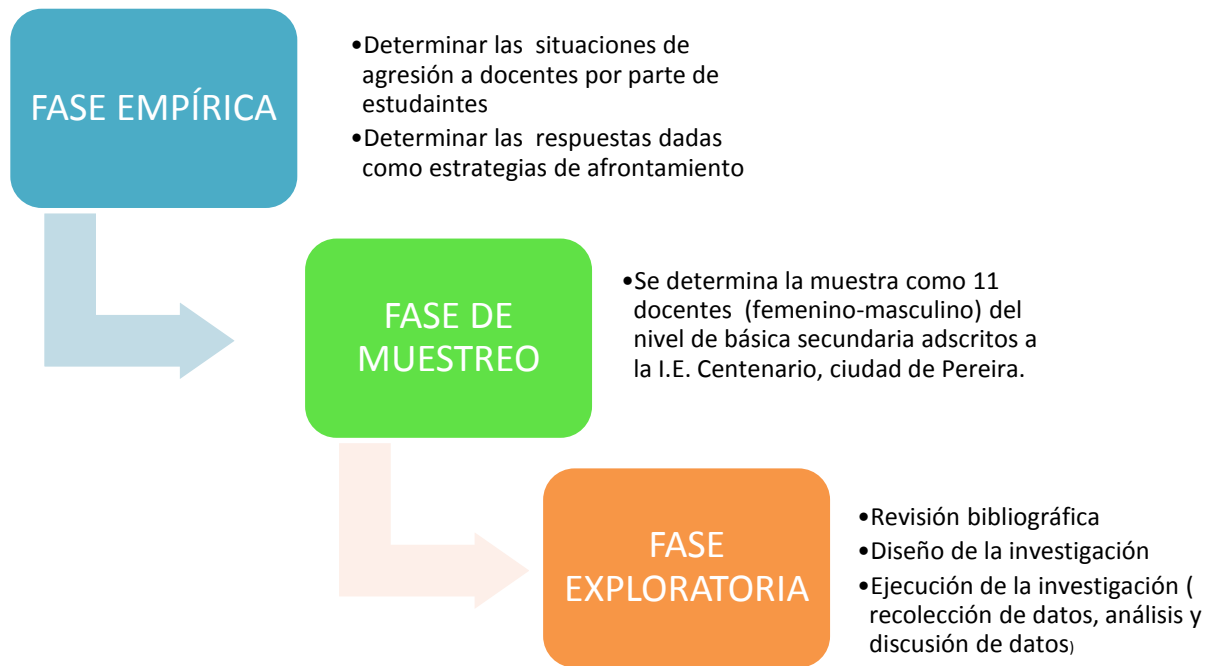 FASE EMPÍRICA
•Determinar las situaciones de
agresión a docentes por parte de
estudaintes
•Determinar las respuestas dadas
como estrategias de afrontamiento
FASE DE
MUESTREO
•Se determina la muestra como 11
docentes (femenino-masculino) del
nivel de básica secundaria adscritos a
la I.E. Centenario, ciudad de Pereira.
FASE
EXPLORATORIA
•Revisión bibliográfica
•Diseño de la investigación
•Ejecución de la investigación (
recolección de datos, análisis y
discusión de datos)